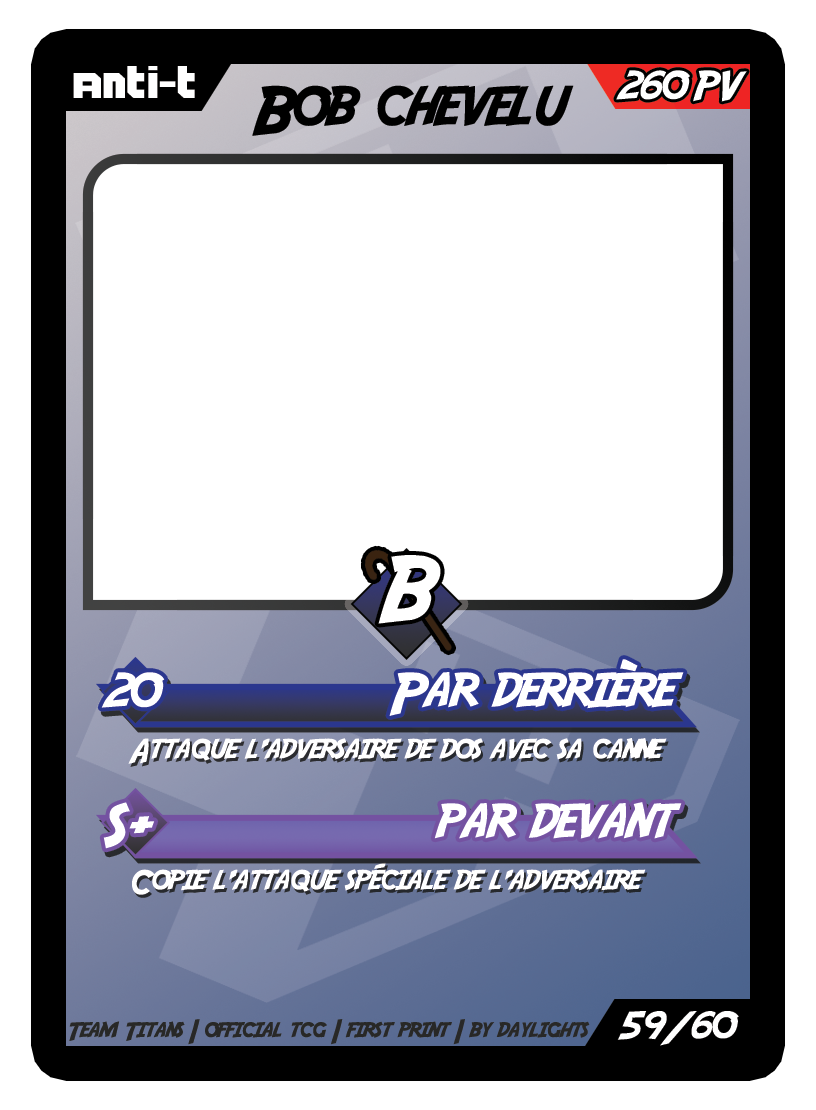 anti-t
Bob chevelu
260 PV
B
20
Par derrière
Attaque l'adversaire de dos avec sa canne
S+
par devant
Copie l'attaque spéciale de l'adversaire
Team Titans | official tcg | first print | by daylights
59/60